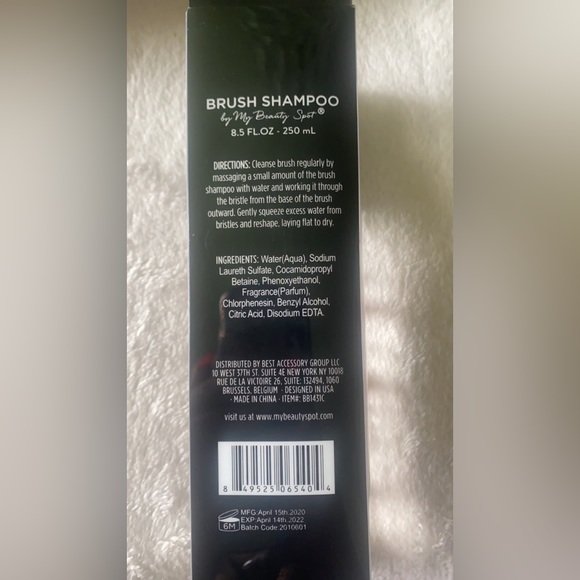 BRUSH SHAMPOO
by My Beauty Spot®
8.5 FL.OZ - 250 mL
DIRECTIONS: Cleanse brush regularly by
massaging a small amount of the brush
shampoo with water and working it through
the bristle from the base of the brush
outward. Gently squeeze excess water from
bristles and reshape, laying flat to dry.
INGREDIENTS: Water(Aqua), Sodium
Laureth Sulfate, Cocamidopropyl
Betaine, Phenoxyethanol,
Fragrance(Parfum),
Chlorphenesin, Benzyl Alcohol,
Citric Acid, Disodium EDTA.
DISTRIBUTED BY BEST ACCESSORY GROUP LLC
10 WEST 37TH ST. SUITE 4E NEW YORK NY 10018
RUE DE LA VICTOIRE 26, SUITE: 132494, 1060
BRUSSELS, BELGIUM · DESIGNED IN USA
· MADE IN CHINA · ITEM#: BB1431C
visit us at www.mybeautyspot.com
8 49525 06540 4
6M
MFG:April 15th.2020
EXP:April 14th.2022
Batch Code:2010601